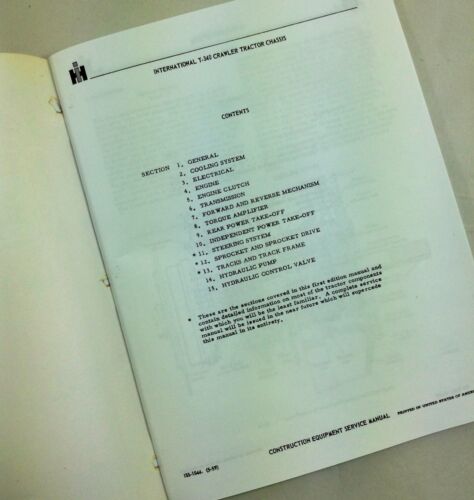 IH
INTERNATIONAL T-340 CRAWLER TRACTOR CHASSIS
CONTENTS
SECTION 1. GENERAL
2. COOLING SYSTEM
3. ELECTRICAL
4. ENGINE
5. ENGINE CLUTCH
6. TRANSMISSION
7. FORWARD AND REVERSE MECHANISM
8. TORQUE AMPLIFIER
9. REAR POWER TAKE-OFF
10. INDEPENDENT POWER TAKE-OFF
* 11. STEERING SYSTEM
* 12. SPROCKET AND SPROCKET DRIVE
* 13. TRACKS AND TRACK FRAME
14. HYDRAULIC PUMP
15. HYDRAULIC CONTROL VALVE
* These are the sections covered in this first edition manual and
contain detailed information on most of the tractor components
with which you will be the least familiar. A complete service
manual will be issued in the near future which will supercede
this manual in its entirety.
ISS-1044. (5-59)
CONSTRUCTION EQUIPMENT SERVICE MANUAL
PRINTED IN UNITED STATES OF AMERICA